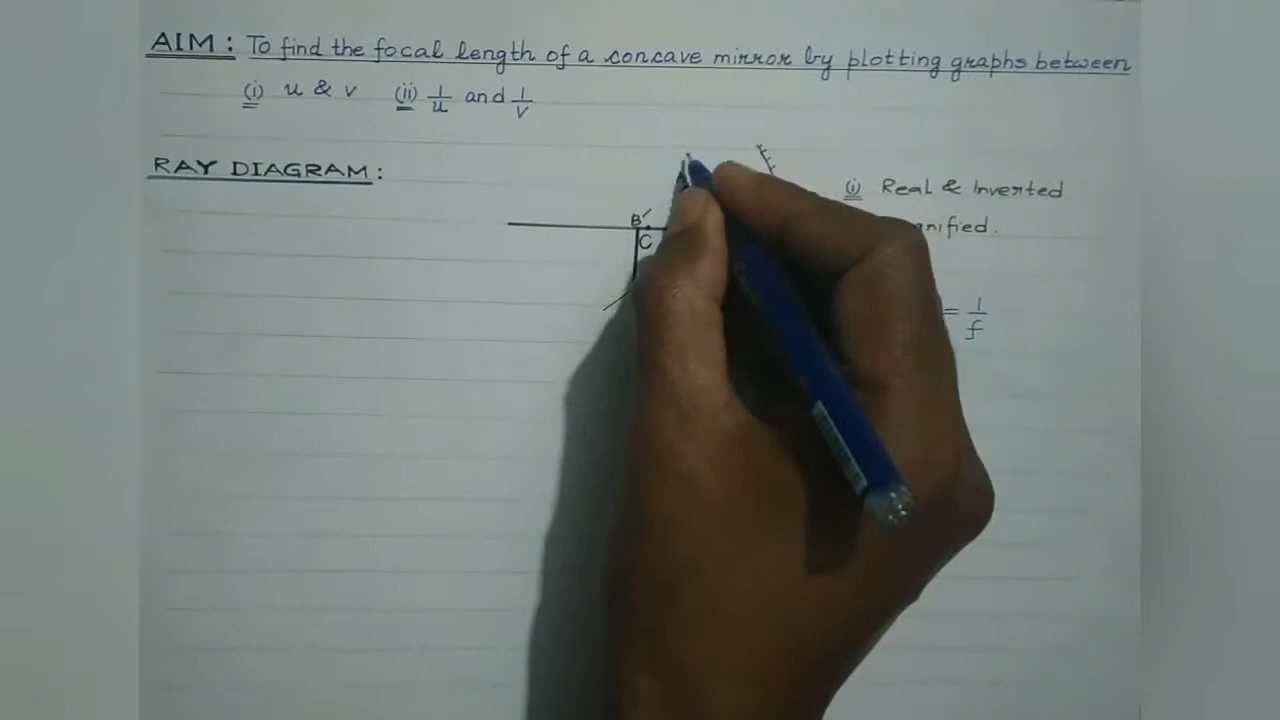 AIM: To find the focal length of a concave mirror by plotting graphs between
(i) u & v (ii) 1/u and 1/v
RAY DIAGRAM:
B′
C
(i) Real & Inverted
= 1/f